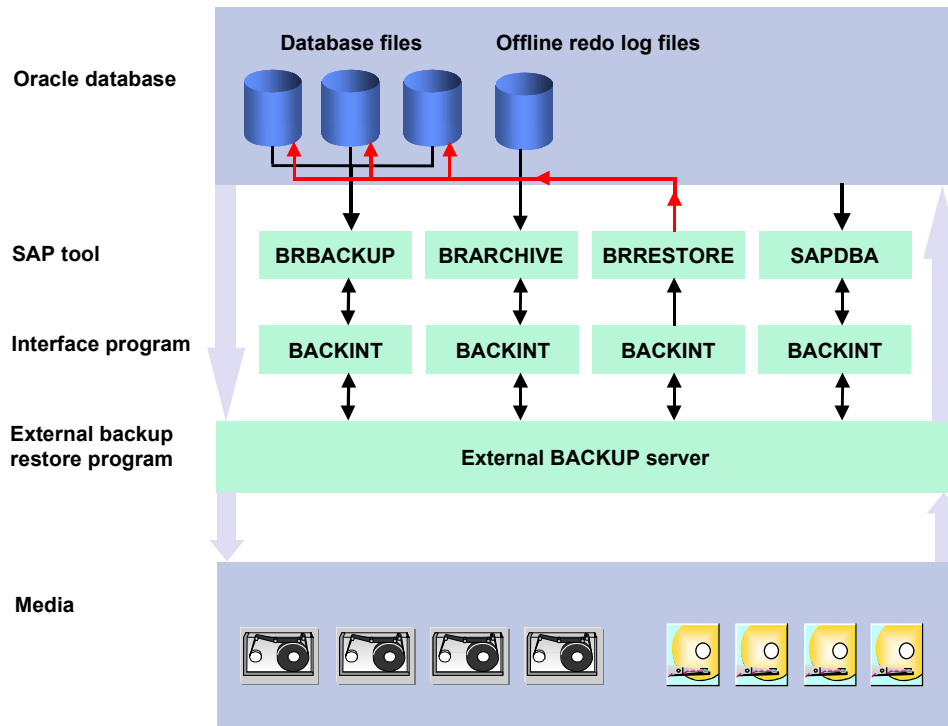 Database files
Offline redo log files
Oracle database
SAP tool
BRBACKUP
BRARCHIVE
BRRESTORE
SAPDBA
Interface program
BACKINT
BACKINT
BACKINT
BACKINT
External backup
restore program
External BACKUP server
Media